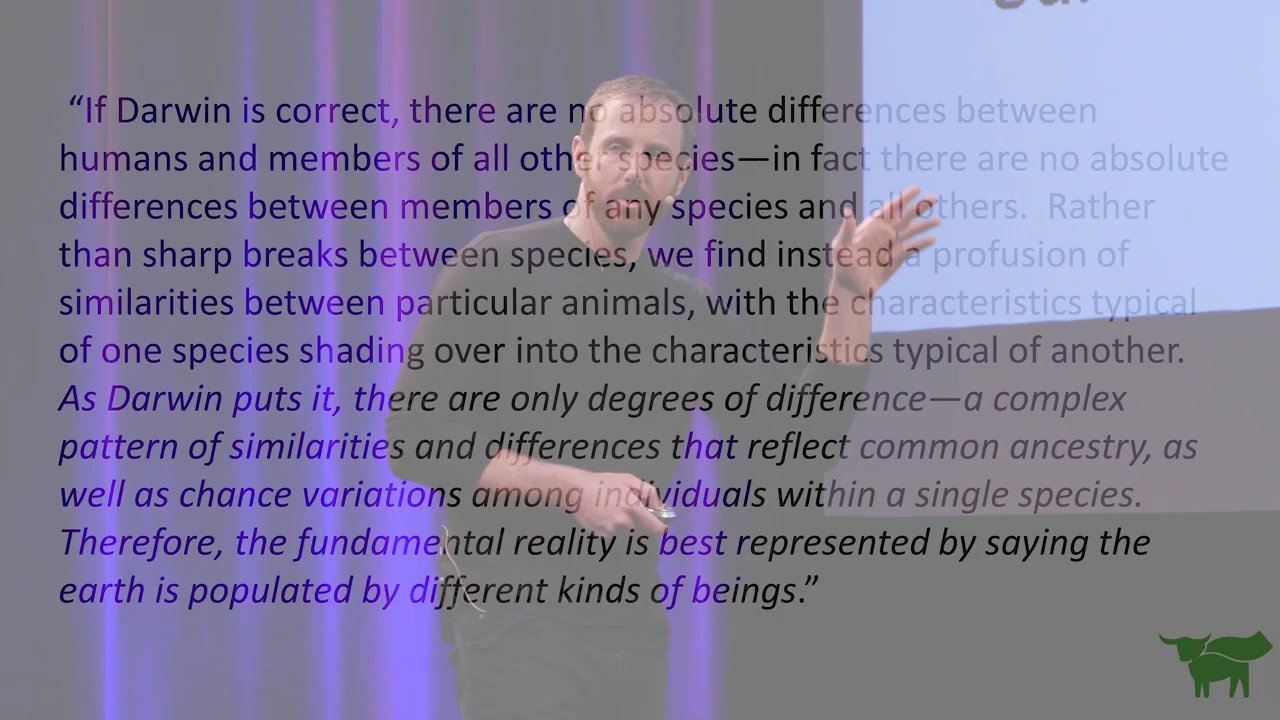 “If Darwin is correct, there are no absolute differences between
humans and members of all other species—in fact there are no absolute
differences between members of any species and all others.  Rather
than sharp breaks between species, we find instead a profusion of
similarities between particular animals, with the characteristics typical
of one species shading over into the characteristics typical of another.
As Darwin puts it, there are only degrees of difference—a complex
pattern of similarities and differences that reflect common ancestry, as
well as chance variations among individuals within a single species.
Therefore, the fundamental reality is best represented by saying the
earth is populated by different kinds of beings.”